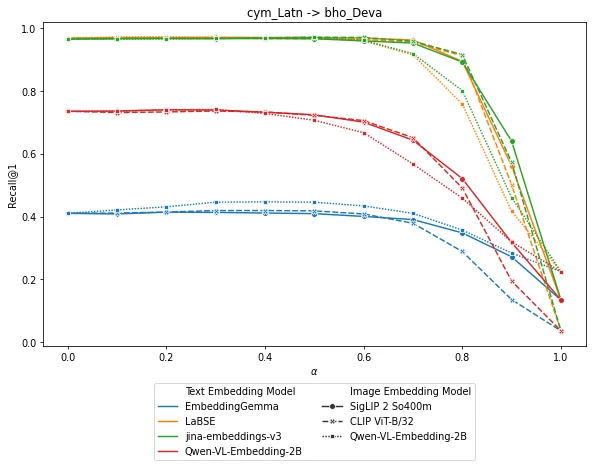 cym_Latn -> bho_Deva
Recall@1
1.0
0.8
0.6
0.4
0.2
0.0
0.0 0.2 0.4 0.6 0.8 1.0
α
Text Embedding Model
EmbeddingGemma
LaBSE
jina-embeddings-v3
Qwen-VL-Embedding-2B
Image Embedding Model
SigLIP 2 So400m
CLIP ViT-B/32
Qwen-VL-Embedding-2B